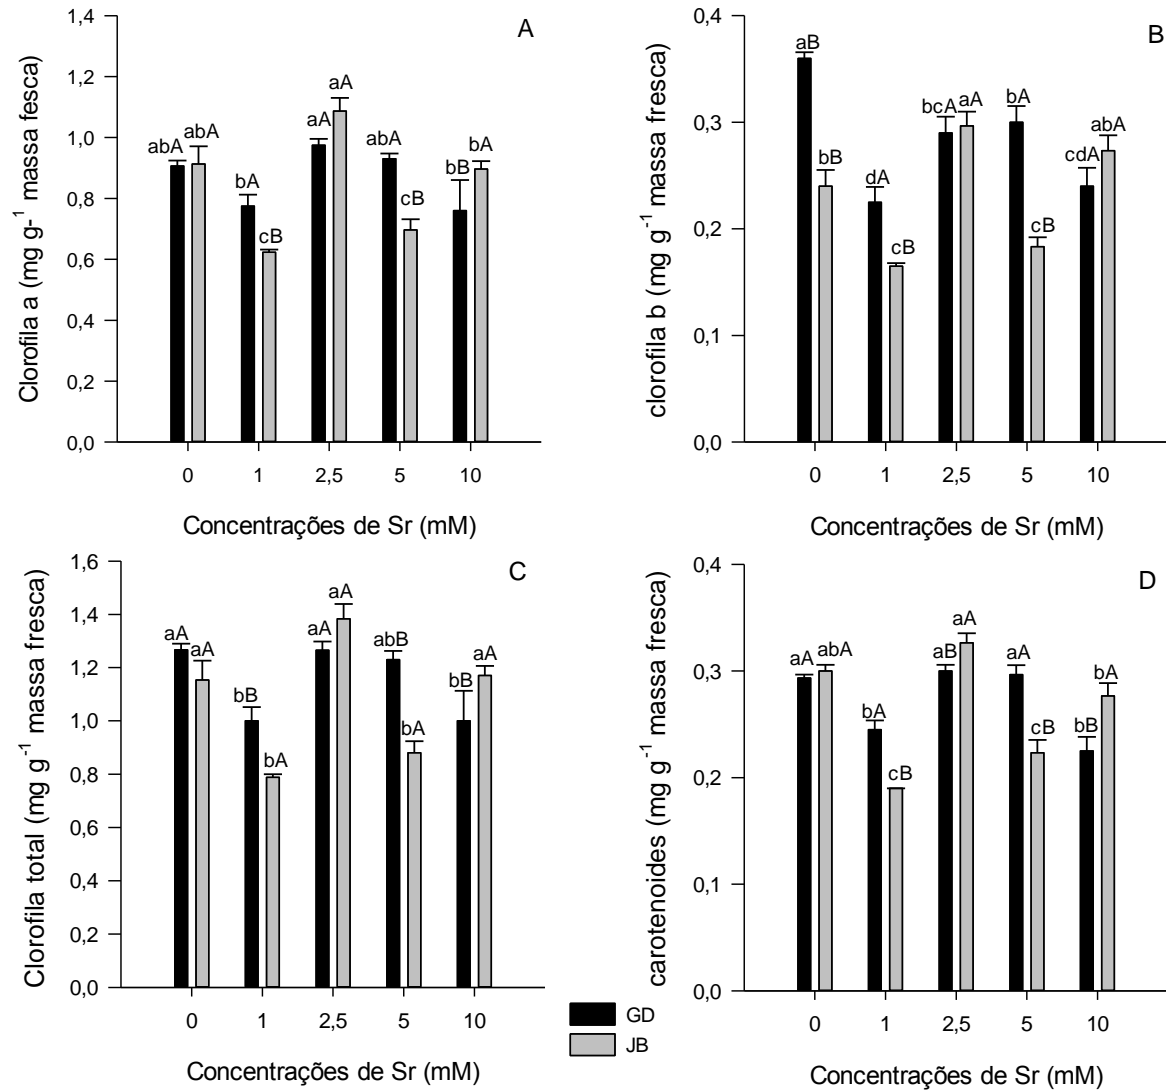 A
Clorofila a (mg g-¹ massa fesca)
1,4
1,2
1,0
0,8
0,6
0,4
0,2
0,0
abA abA bA cB aA aA abA cB bB bA
0 1 2,5 5 10
Concentrações de Sr (mM)
B
clorofila b (mg g⁻¹ massa fresca)
0,4
0,3
0,2
0,1
0,0
aB bB dA cB bcA aA bA cB cdA abA
0 1 2,5 5 10
Concentrações de Sr (mM)
C
Clorofila total (mg g⁻¹ massa fresca)
1,6
1,4
1,2
1,0
0,8
0,6
0,4
0,2
0,0
aA aA bB bA aA aA abB bA bB aA
0 1 2,5 5 10
Concentrações de Sr (mM)
D
carotenoides (mg g⁻¹ massa fresca)
0,4
0,3
0,2
0,1
0,0
aA abA bA cB aB aA aA cB bB bA
0 1 2,5 5 10
Concentrações de Sr (mM)
GD
JB